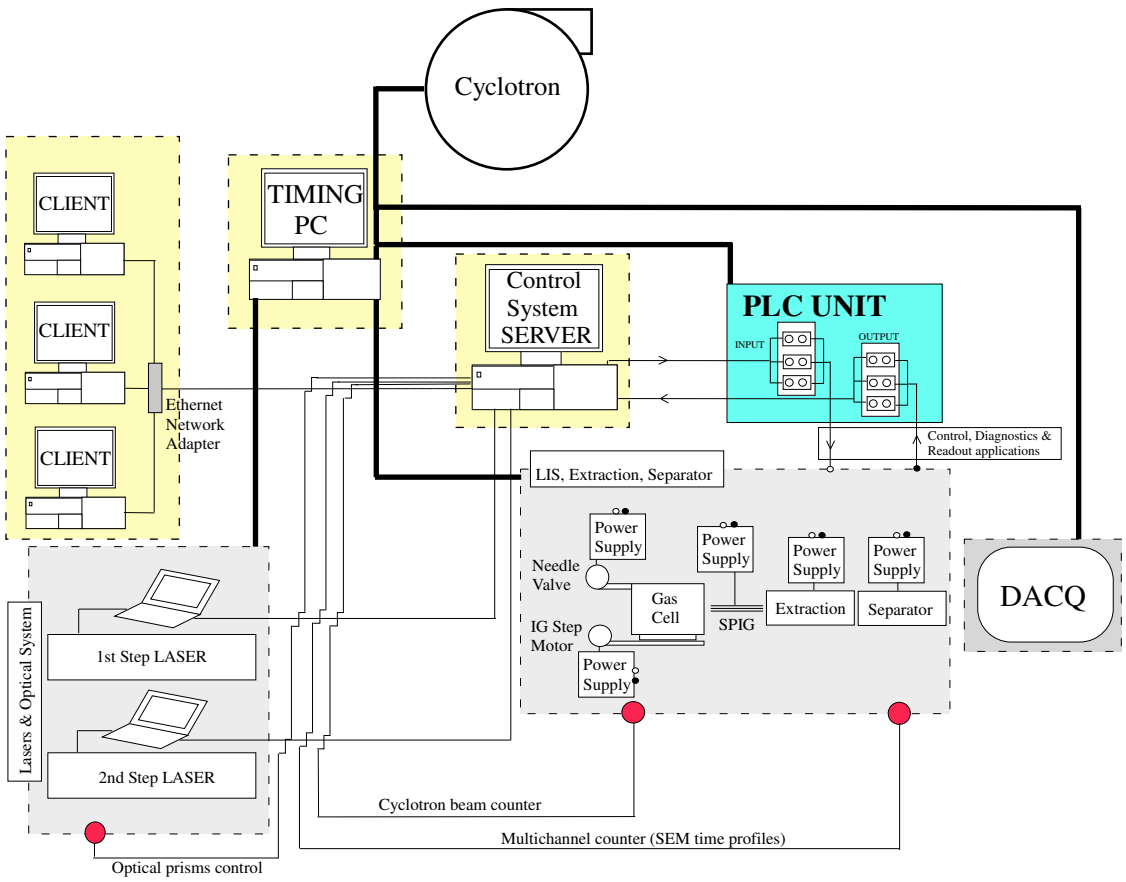 Cyclotron
CLIENT
CLIENT
CLIENT
TIMING
PC
Control
System
SERVER
Ethernet
Network
Adapter
PLC UNIT
INPUT
OUTPUT
Control, Diagnostics &
Readout applications
LIS, Extraction, Separator
Power
Supply
Needle
Valve
Gas
Cell
IG Step
Motor
Power
Supply
Power
Supply
SPIG
Power
Supply
Extraction
Power
Supply
Separator
DACQ
Lasers & Optical System
1st Step LASER
2nd Step LASER
Cyclotron beam counter
Multichannel counter (SEM time profiles)
Optical prisms control